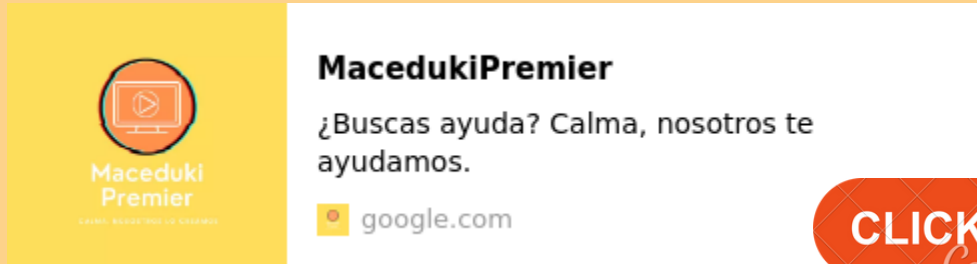 MacedukiPremier
¿Buscas ayuda? Calma, nosotros te
ayudamos.
google.com
Maceduki
Premier
CLICK